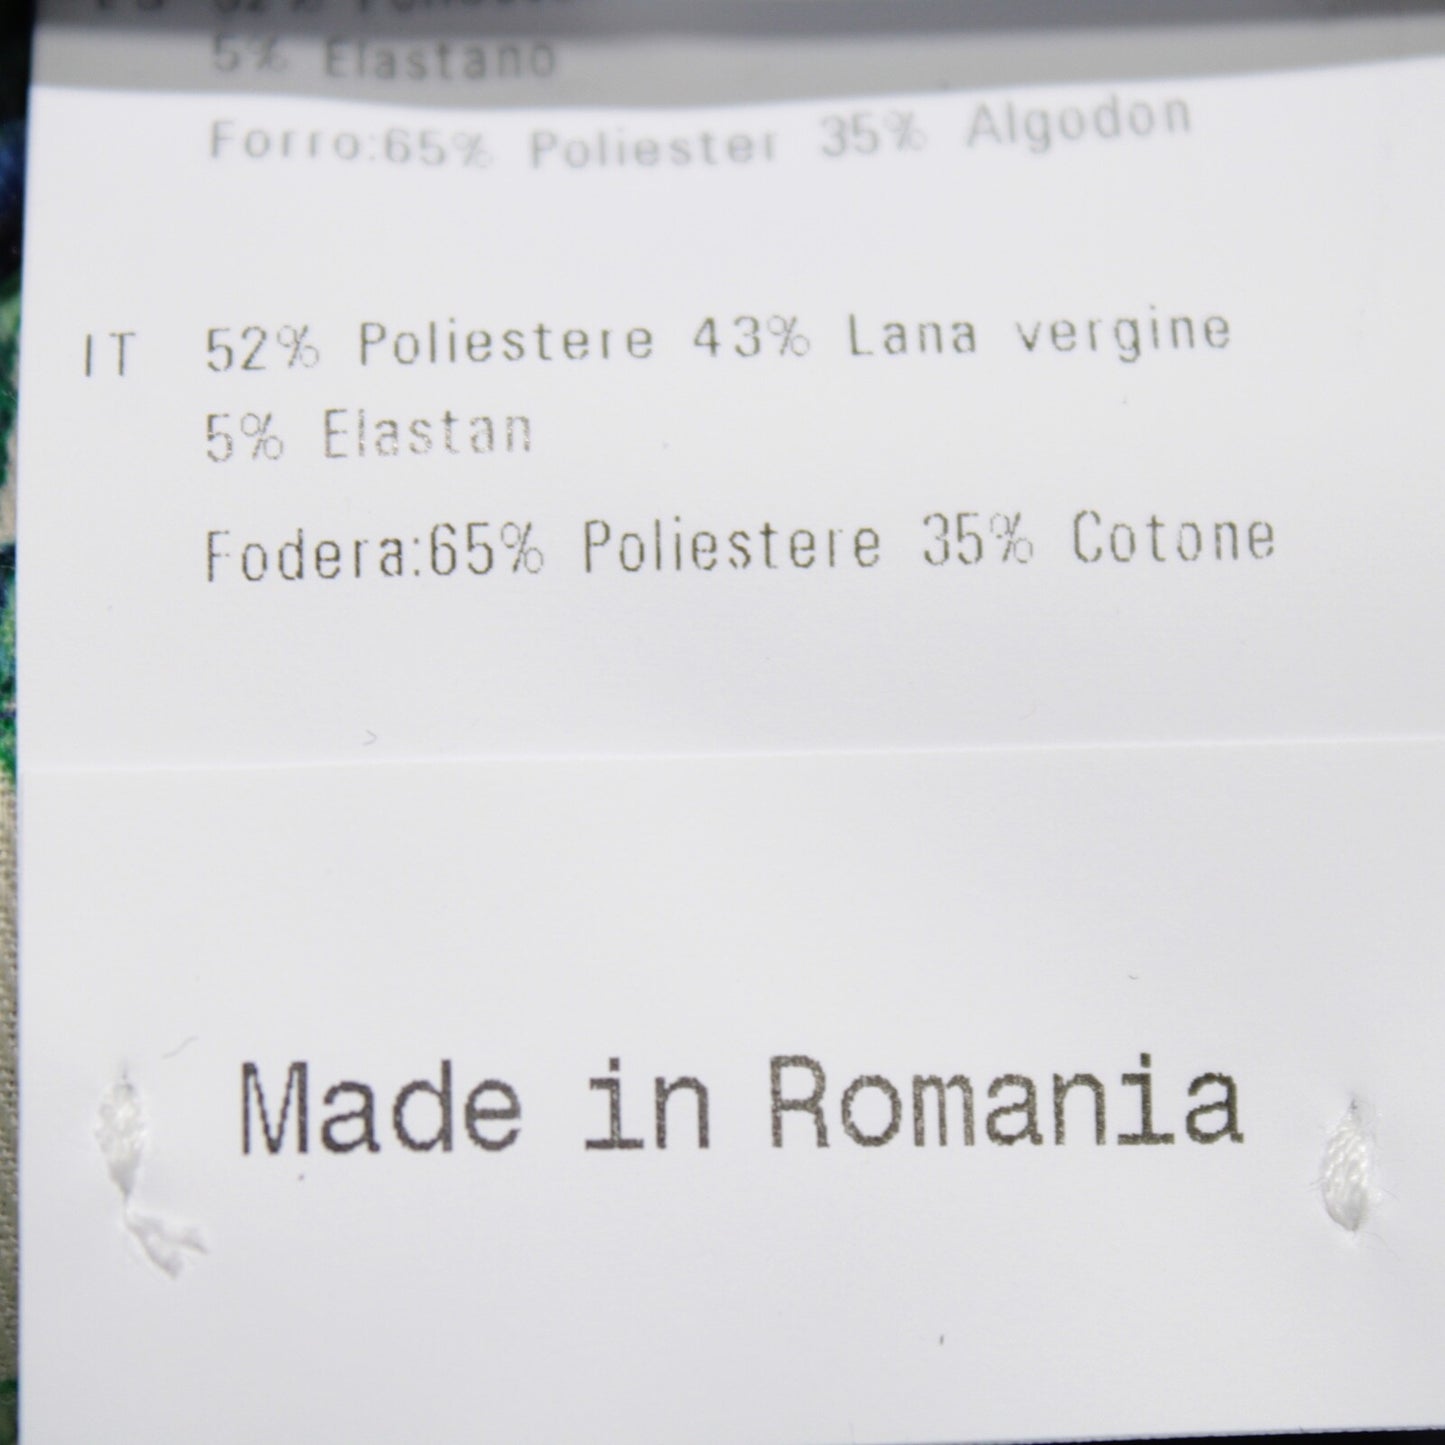 52%
5% Elastano
Forro:65% Poliester 35% Algodon
IT 52% Poliestere 43% Lana vergine
5% Elastan
Fodera:65% Poliestere 35% Cotone
Made in Romania